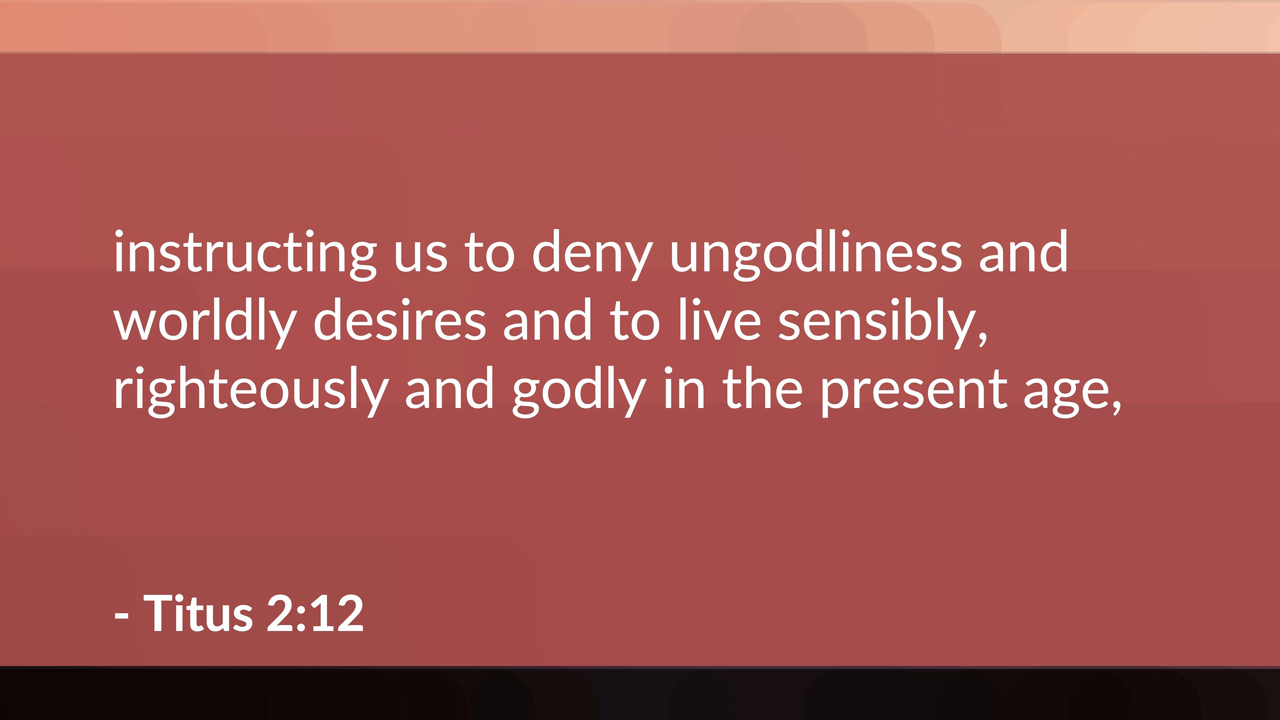 instructing us to deny ungodliness and
worldly desires and to live sensibly,
righteously and godly in the present age,
- Titus 2:12